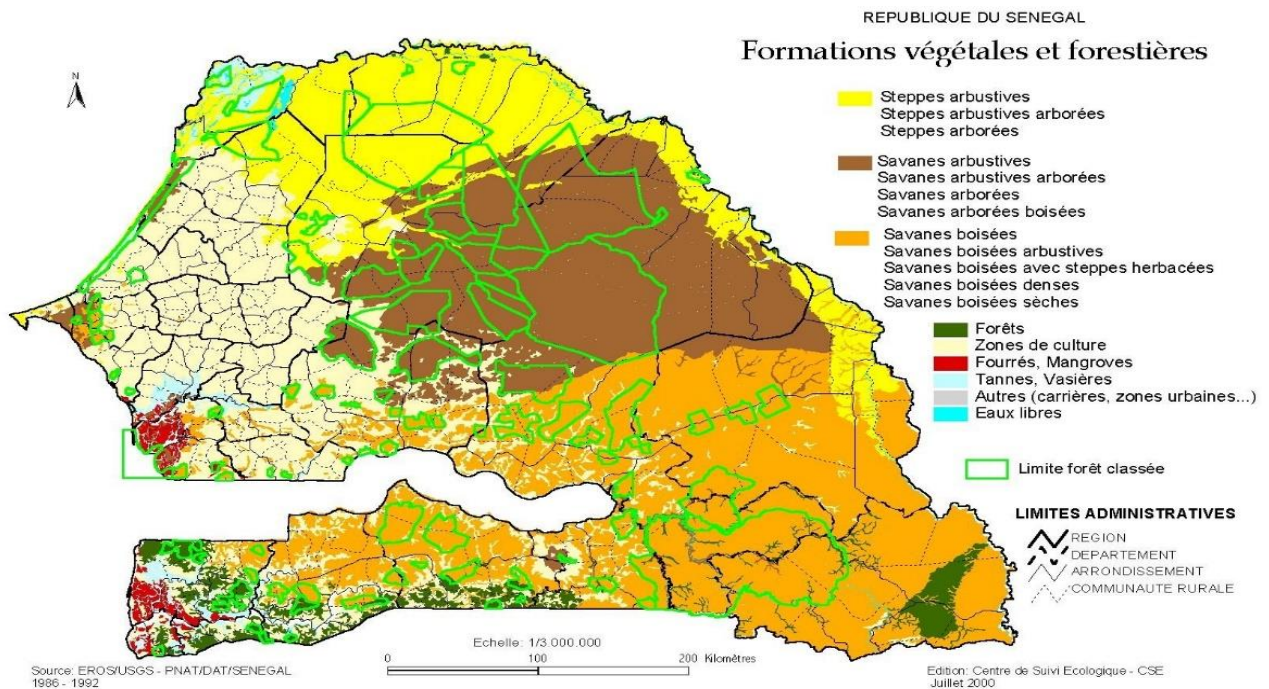 REPUBLIQUE DU SENEGAL
Formations végétales et forestières
N
Steppes arbustives
Steppes arbustives arborées
Steppes arborées
Savanes arbustives
Savanes arbustives arborées
Savanes arborées
Savanes arborées boisées
Savanes boisées
Savanes boisées arbustives
Savanes boisées avec steppes herbacées
Savanes boisées denses
Savanes boisées sèches
Forêts
Zones de culture
Fourrés, Mangroves
Tannes, Vasières
Autres (carrières, zones urbaines...)
Eaux libres
Limite forêt classée
LIMITES ADMINISTRATIVES
REGION
DEPARTEMENT
ARRONDISSEMENT
COMMUNAUTE RURALE
Echelle: 1/3.000.000
0 100 200 Kilomètres
Source: EROS/USGS - PNAT/DAT/SENEGAL
1986 - 1992
Edition: Centre de Suivi Ecologique - CSE
Juillet 2000